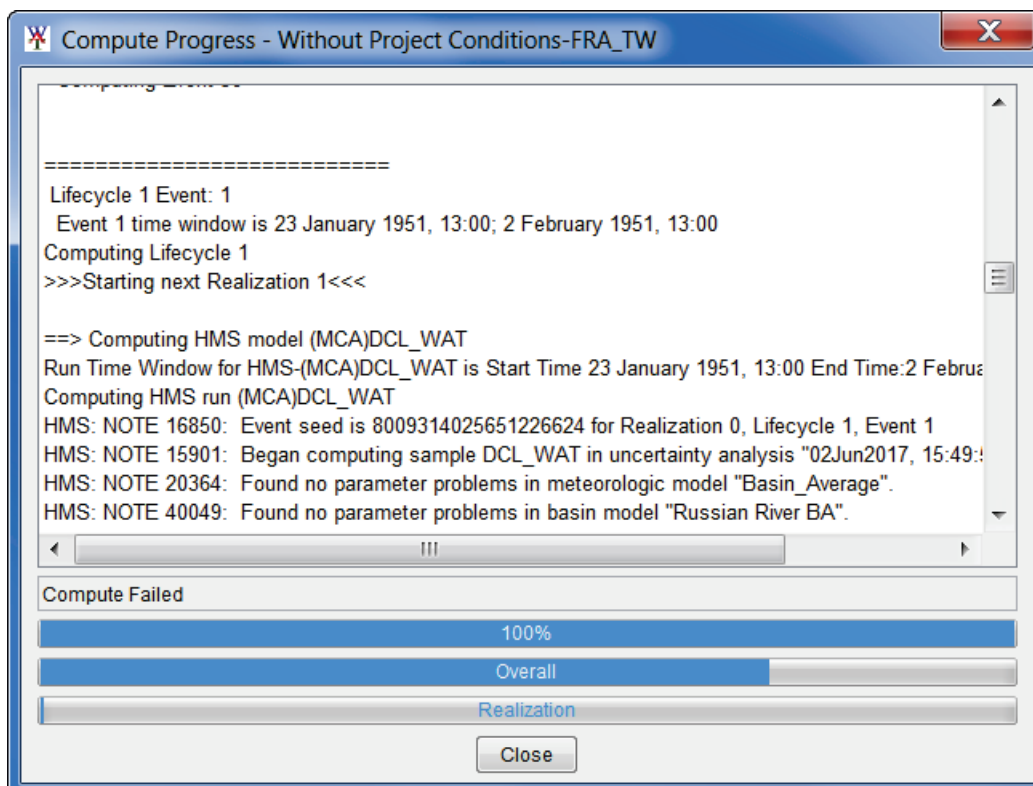 Compute Progress - Without Project Conditions-FRA_TW
===========================
Lifecycle 1 Event: 1
Event 1 time window is 23 January 1951, 13:00; 2 February 1951, 13:00
Computing Lifecycle 1
>>>Starting next Realization 1<<<
==> Computing HMS model (MCA)DCL_WAT
Run Time Window for HMS-(MCA)DCL_WAT is Start Time 23 January 1951, 13:00 End Time:2 Februa
Computing HMS run (MCA)DCL_WAT
HMS: NOTE 16850:  Event seed is 8009314025651226624 for Realization 0, Lifecycle 1, Event 1
HMS: NOTE 15901:  Began computing sample DCL_WAT in uncertainty analysis "02Jun2017, 15:49:
HMS: NOTE 20364:  Found no parameter problems in meteorologic model "Basin_Average".
HMS: NOTE 40049:  Found no parameter problems in basin model "Russian River BA".
Compute Failed
100%
Overall
Realization
Close